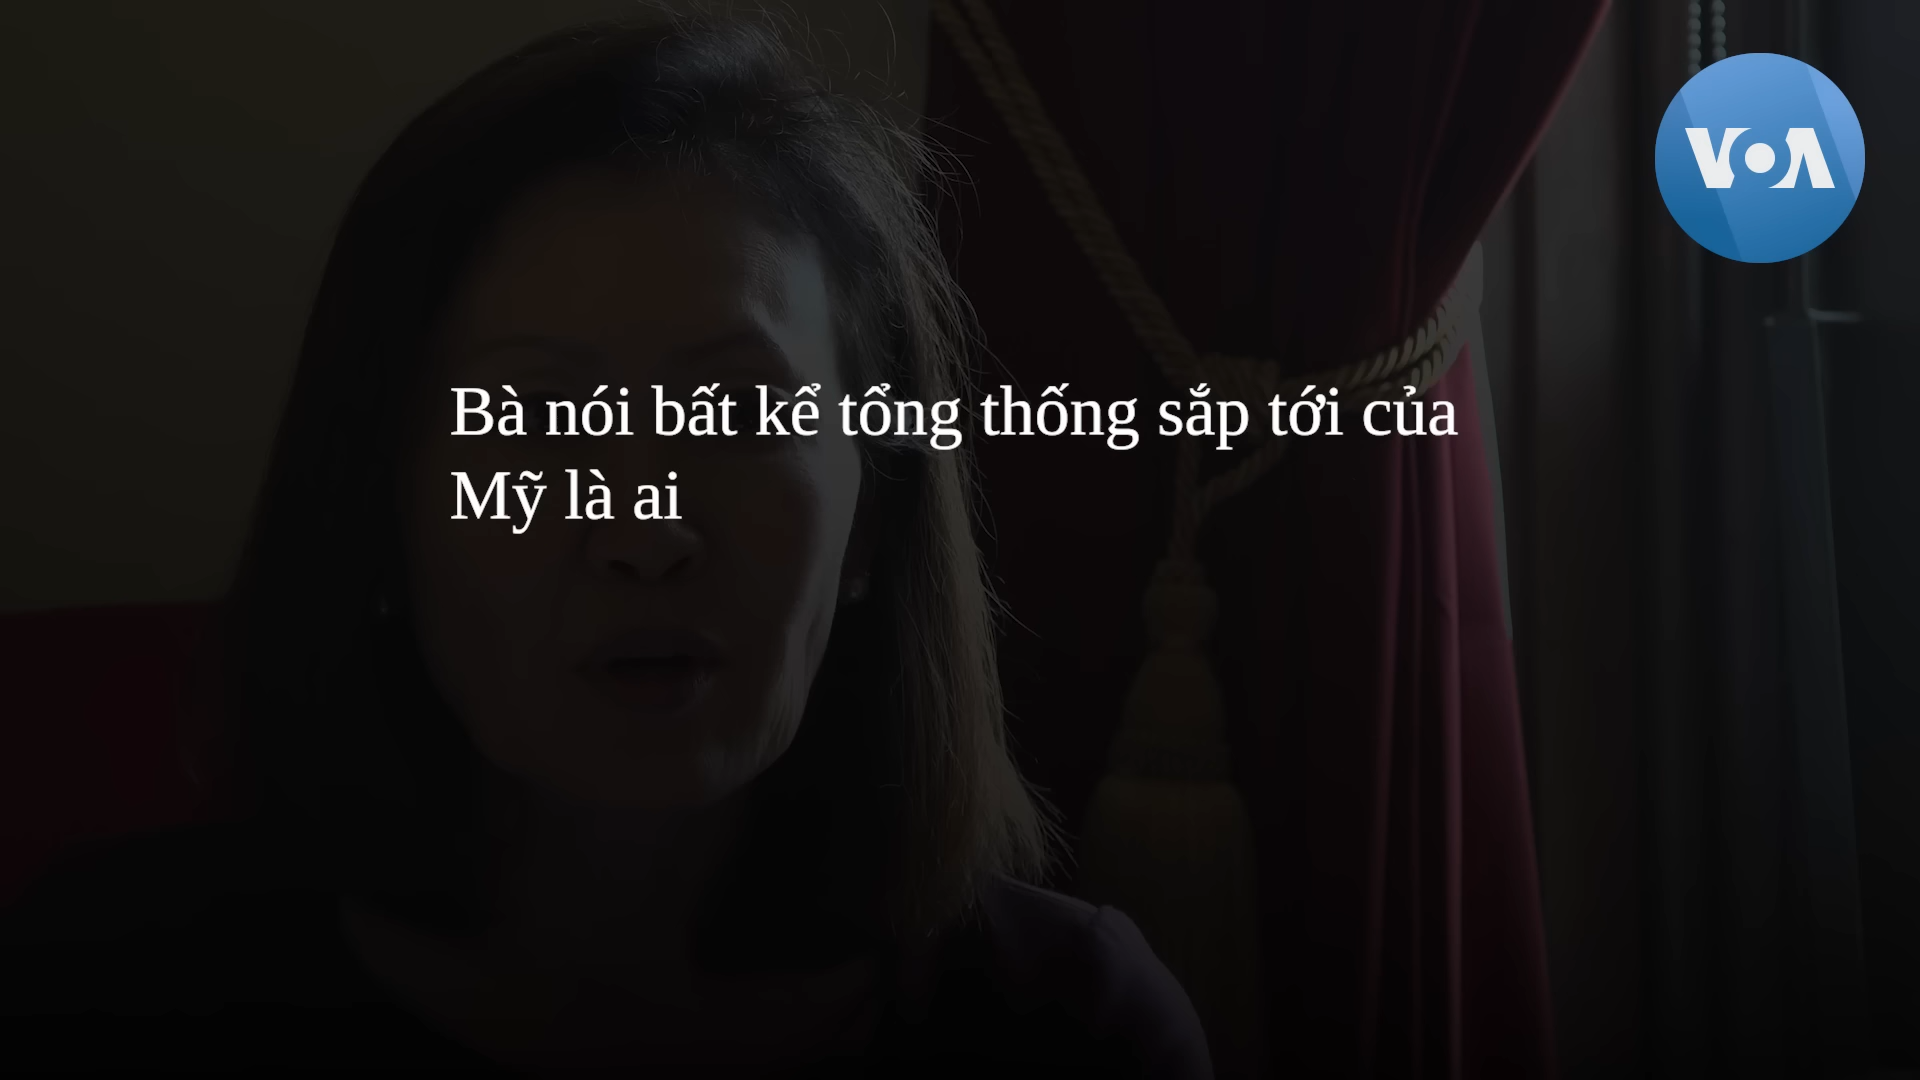 VOA
Bà nói bất kể tổng thống sắp tới của
Mỹ là ai